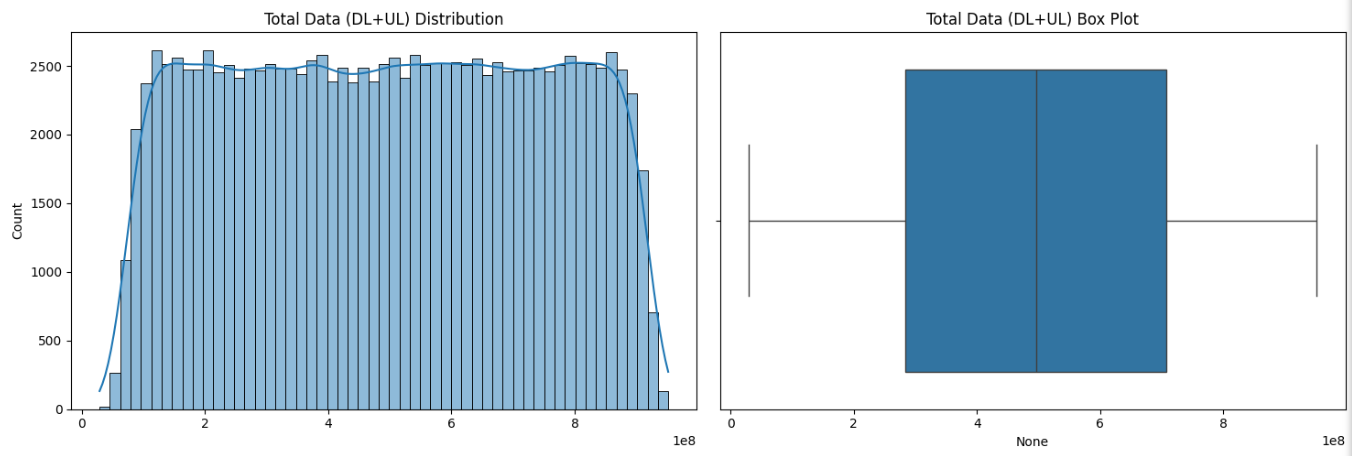 Total Data (DL+UL) Distribution
Count
2500
2000
1500
1000
500
0
0 2 4 6 8
1e8
Total Data (DL+UL) Box Plot
0 2 4 6 8
None
1e8